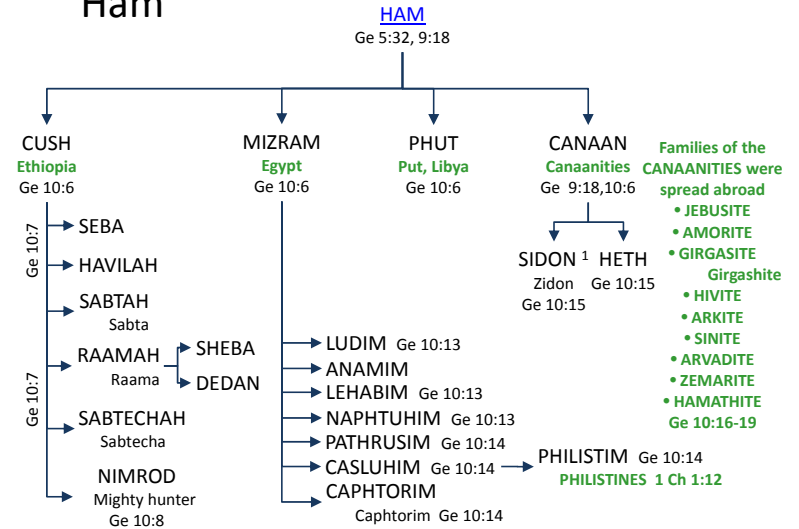 Ham
HAM
Ge 5:32, 9:18
CUSH
Ethiopia
Ge 10:6
MIZRAM
Egypt
Ge 10:6
PHUT
Put, Libya
Ge 10:6
CANAAN
Canaanities
Ge 9:18,10:6
Families of the
CANAANITIES were
spread abroad
• JEBUSITE
• AMORITE
• GIRGASITE
Girgashite
• HIVITE
• ARKITE
• SINITE
• ARVADITE
• ZEMARITE
• HAMATHITE
Ge 10:16-19
Ge 10:7
Ge 10:7
SEBA
HAVILAH
SABTAH
Sabta
RAAMAH
Raama
SHEBA
DEDAN
SABTECHAH
Sabtecha
NIMROD
Mighty hunter
Ge 10:8
LUDIM Ge 10:13
ANAMIM
LEHABIM Ge 10:13
NAPHTUHIM Ge 10:13
PATHRUSIM Ge 10:14
CASLUHIM Ge 10:14
CAPHTORIM
Caphtorim Ge 10:14
SIDON 1
Zidon
Ge 10:15
HETH
Ge 10:15
PHILISTIM Ge 10:14
PHILISTINES 1 Ch 1:12